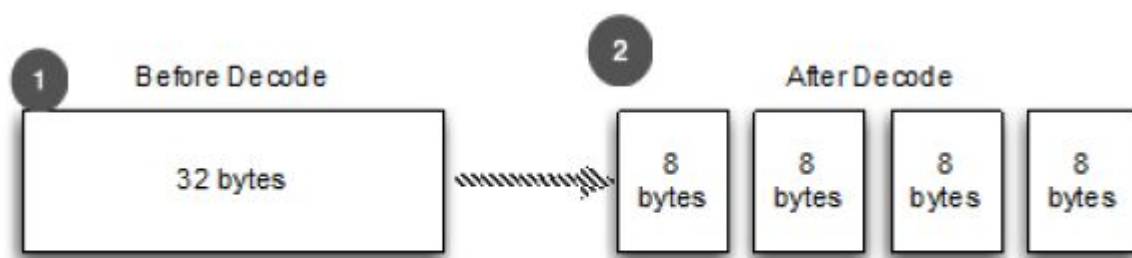 1
Before Decode
32 bytes
2
After Decode
8
bytes
8
bytes
8
bytes
8
bytes